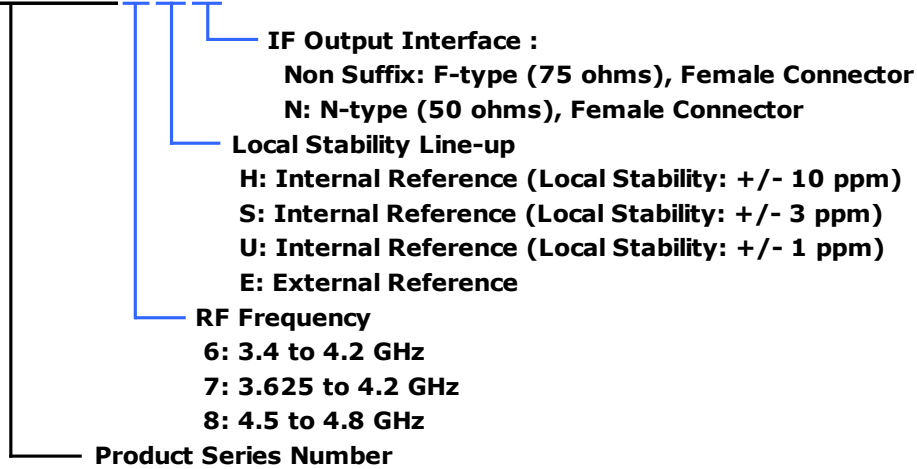 IF Output Interface :
Non Suffix: F-type (75 ohms), Female Connector
N: N-type (50 ohms), Female Connector
Local Stability Line-up
H: Internal Reference (Local Stability: +/- 10 ppm)
S: Internal Reference (Local Stability: +/- 3 ppm)
U: Internal Reference (Local Stability: +/- 1 ppm)
E: External Reference
RF Frequency
6: 3.4 to 4.2 GHz
7: 3.625 to 4.2 GHz
8: 4.5 to 4.8 GHz
Product Series Number